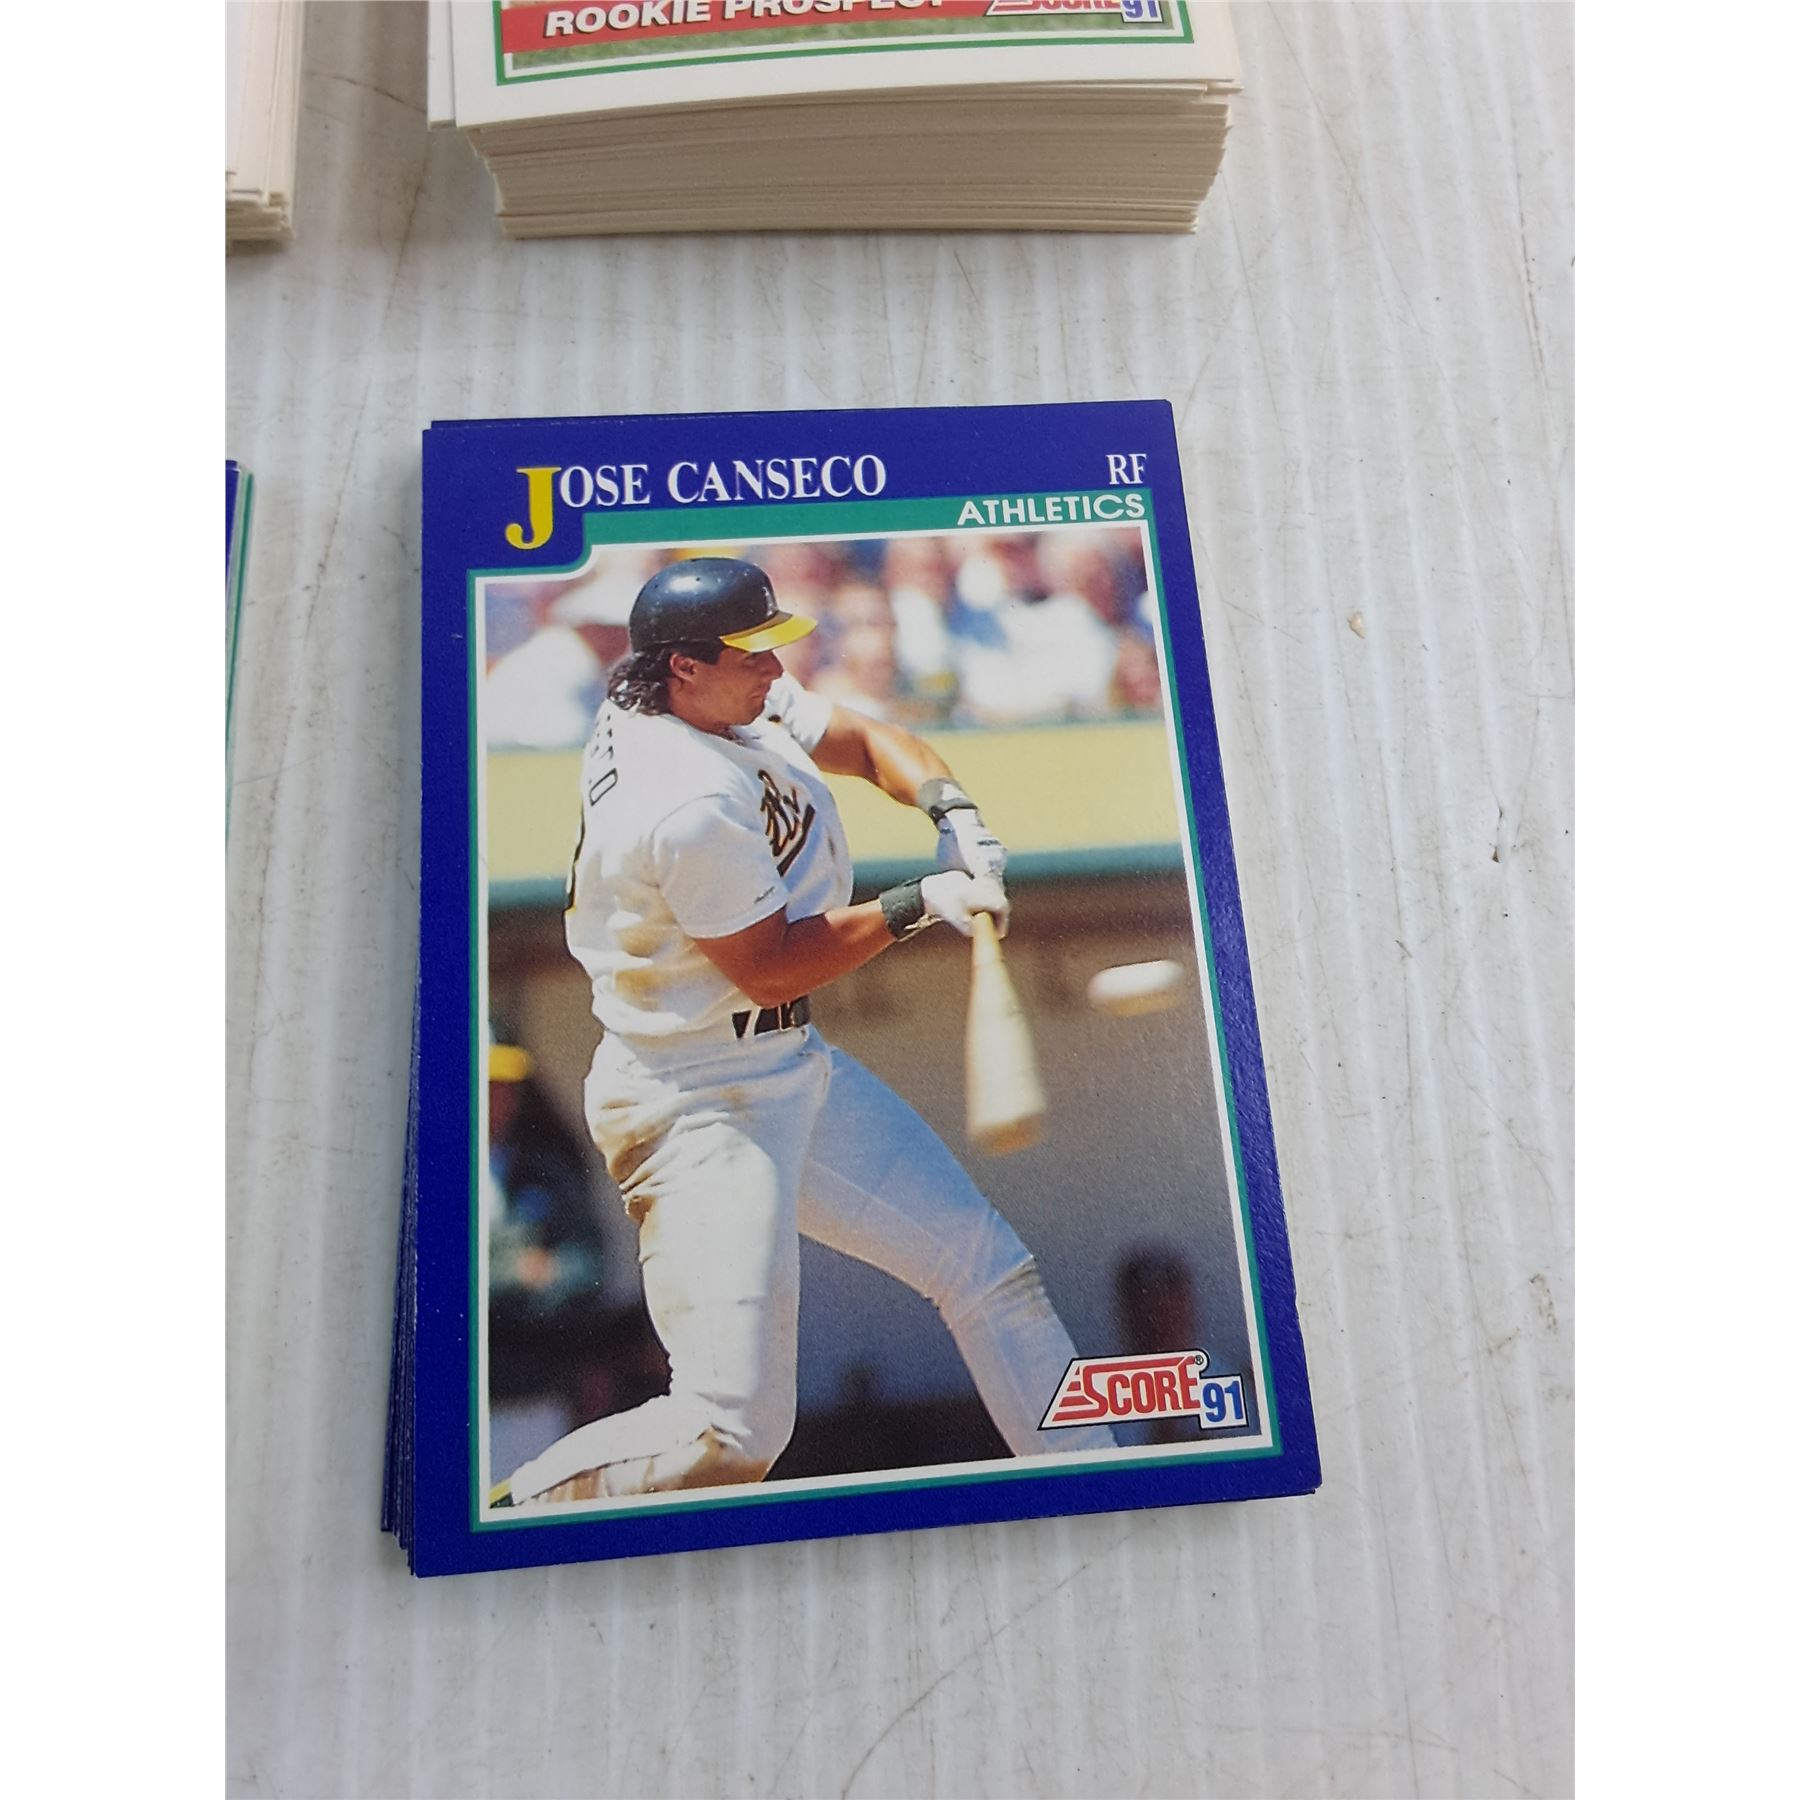 ROOKIE PROSPECT
SCORE 91
JOSE CANSECO RF
ATHLETICS
SCORE® 91